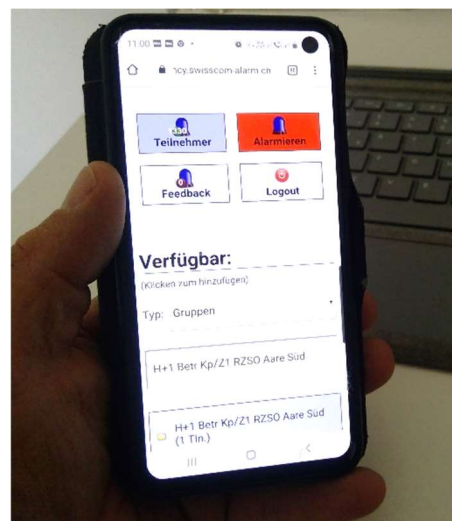 11:00
ncy.swisscom-alarm.ch
Teilnehmer
Alarmieren
Feedback
Logout
Verfügbar:
(Klicken zum hinzufügen)
Typ: Gruppen
H+1 Betr Kp/Z1 RZSO Aare Süd
H+1 Betr Kp/Z1 RZSO Aare Süd
(1 Tln.)